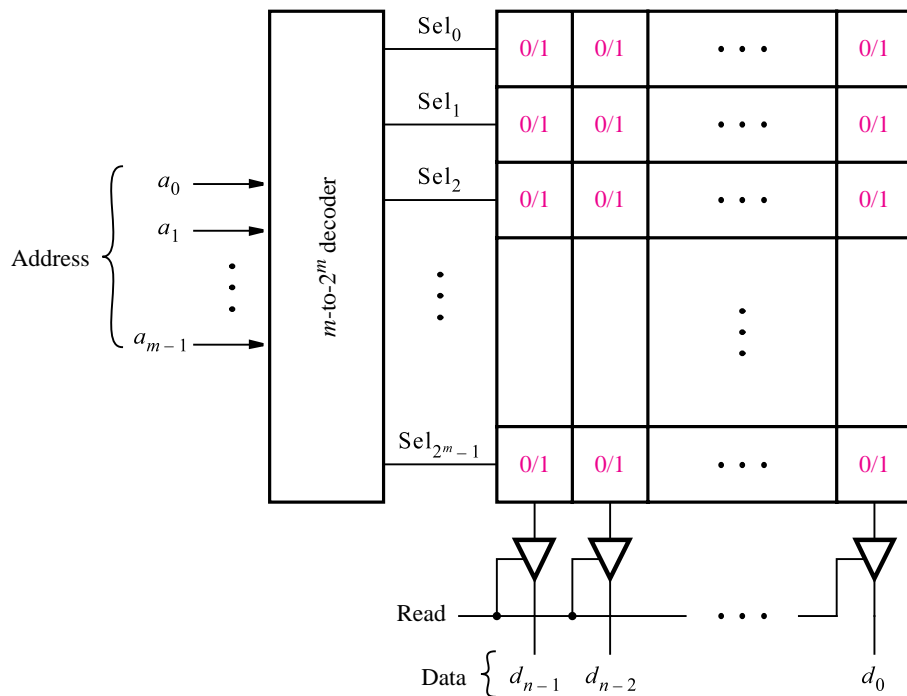 Sel₀ 0/1 0/1 • • • 0/1
Sel₁ 0/1 0/1 • • • 0/1
Sel₂ 0/1 0/1 • • • 0/1
Address
a₀
a₁
aₘ₋₁
m-to-2ᵐ decoder
Sel_{2ᵐ – 1} 0/1 0/1 • • • 0/1
Read • • •
Data dₙ₋₁ dₙ₋₂ d₀